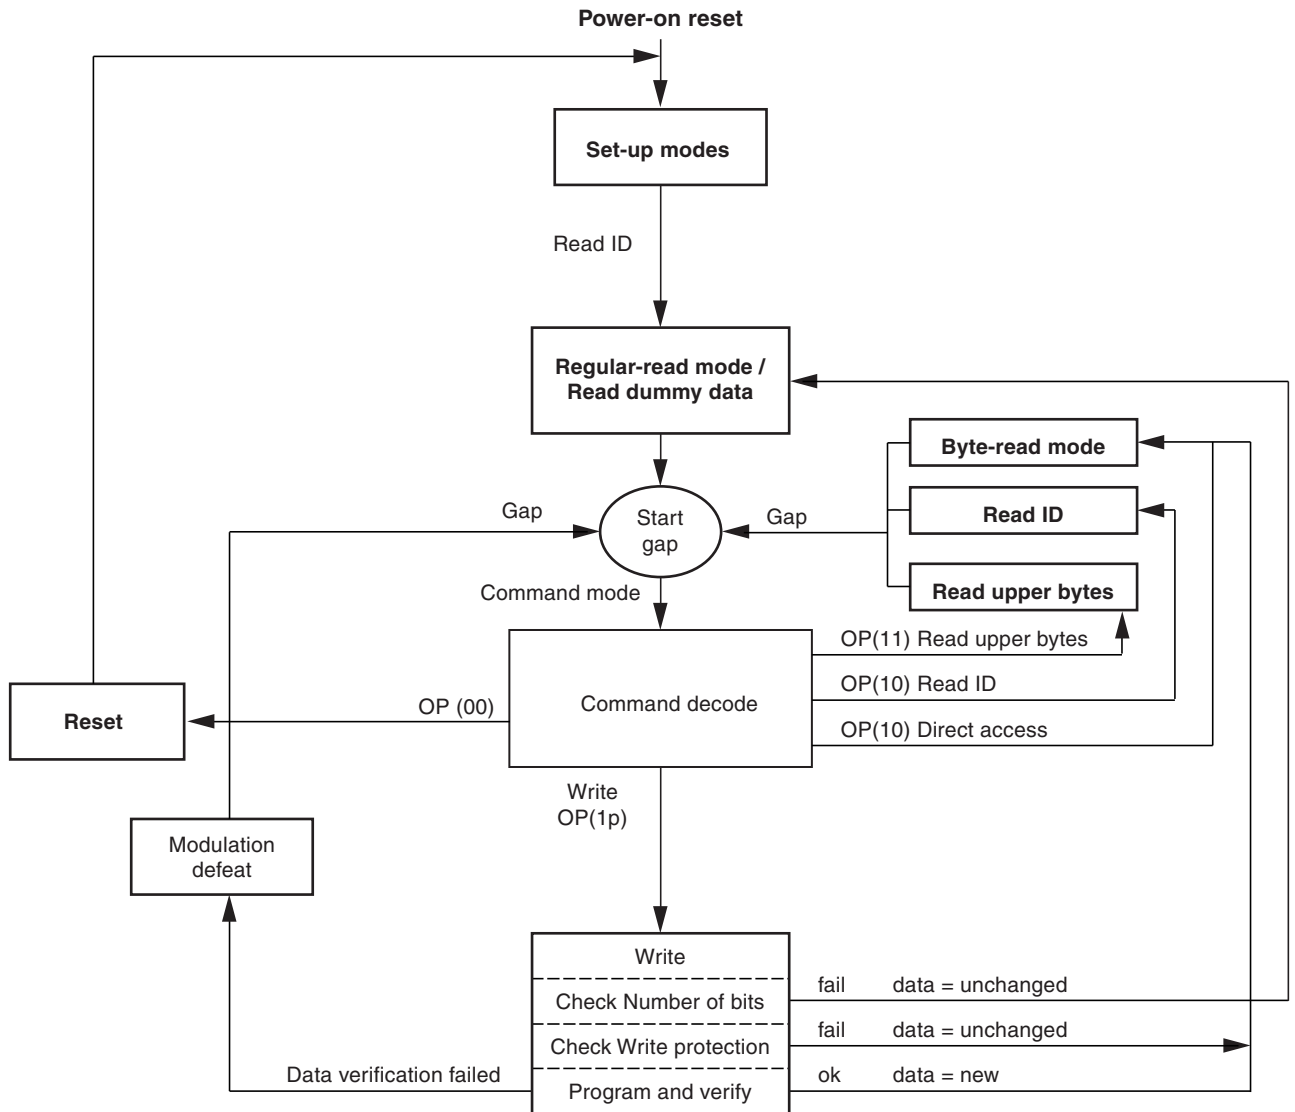 Power-on reset
Set-up modes
Read ID
Regular-read mode /
Read dummy data
Byte-read mode
Gap
Start
gap
Gap
Read ID
Command mode
Read upper bytes
OP(11) Read upper bytes
OP(10) Read ID
OP(10) Direct access
Command decode
OP (00)
Reset
Write
OP(1p)
Modulation
defeat
Write
Check Number of bits
fail data = unchanged
Check Write protection
fail data = unchanged
Data verification failed
Program and verify
ok data = new